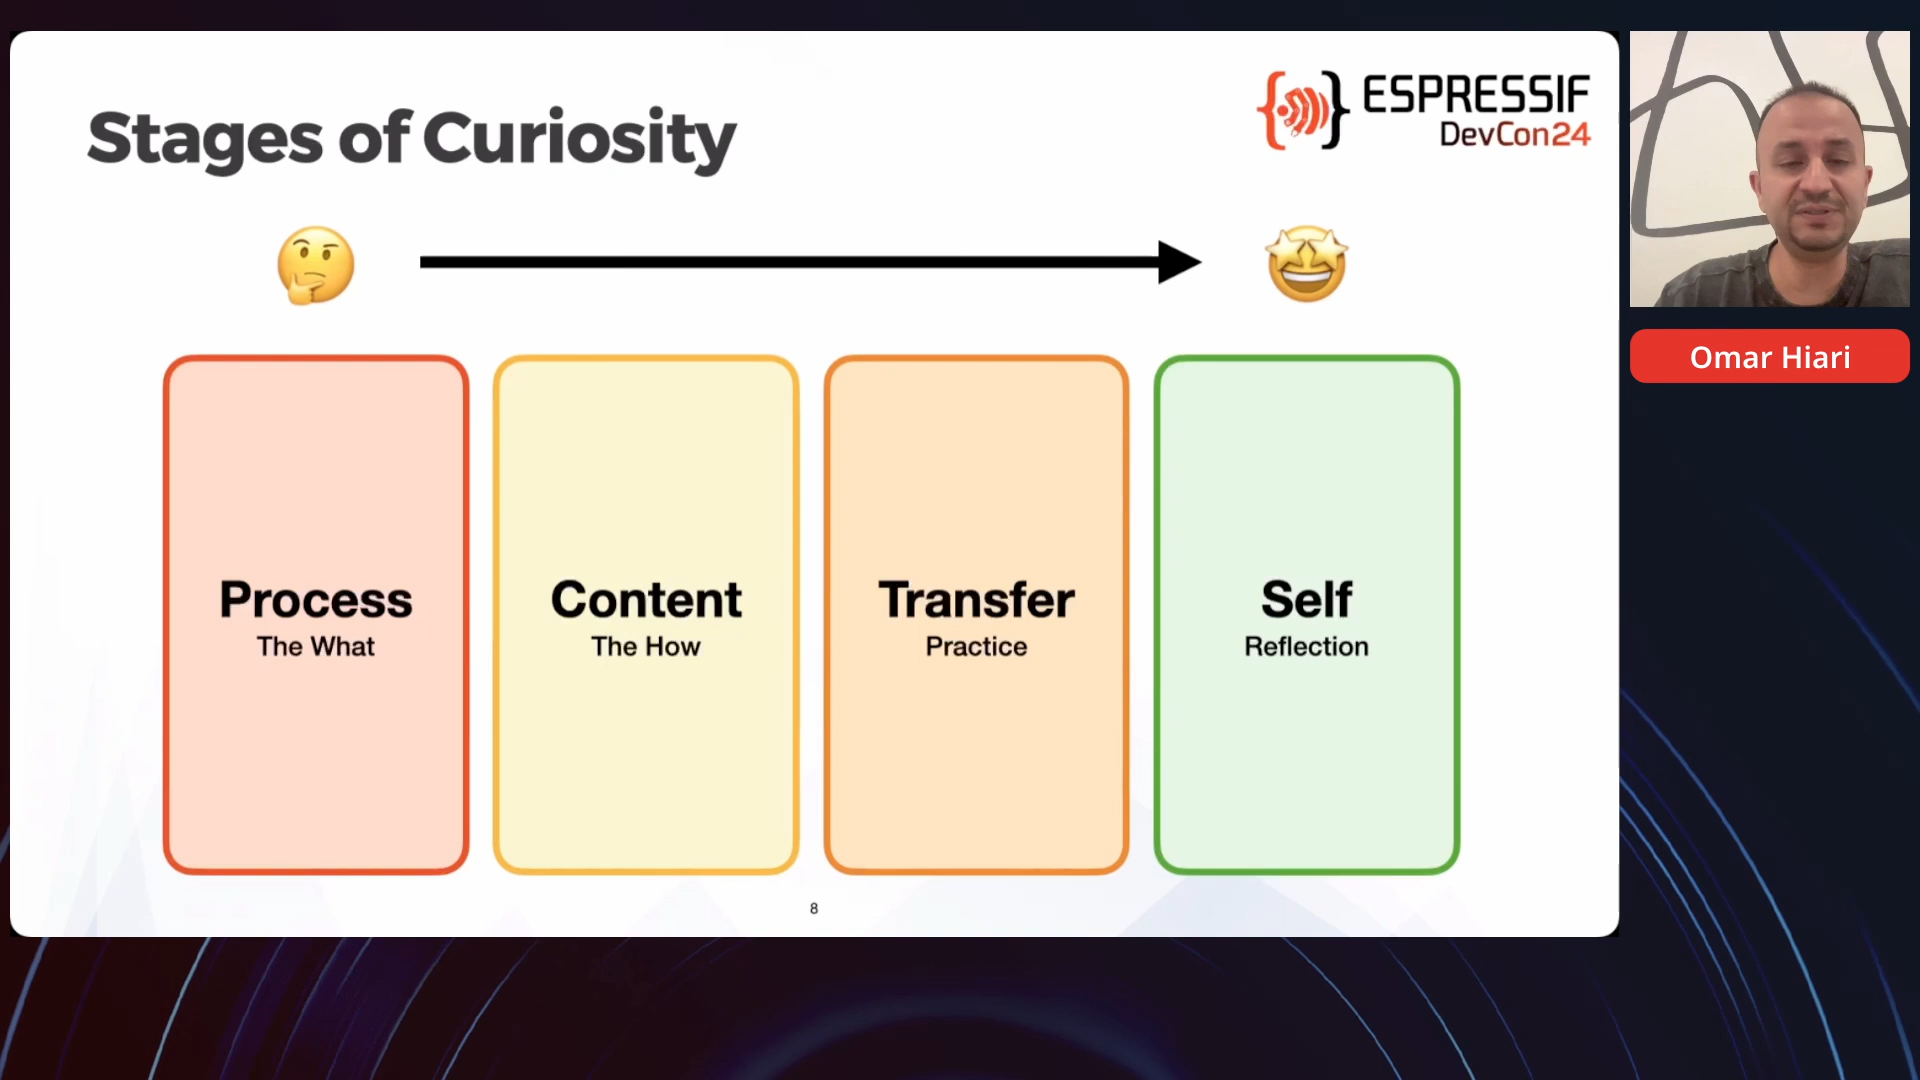 Stages of Curiosity
ESPRESSIF
DevCon24
Process
The What
Content
The How
Transfer
Practice
Self
Reflection
8
Omar Hiari